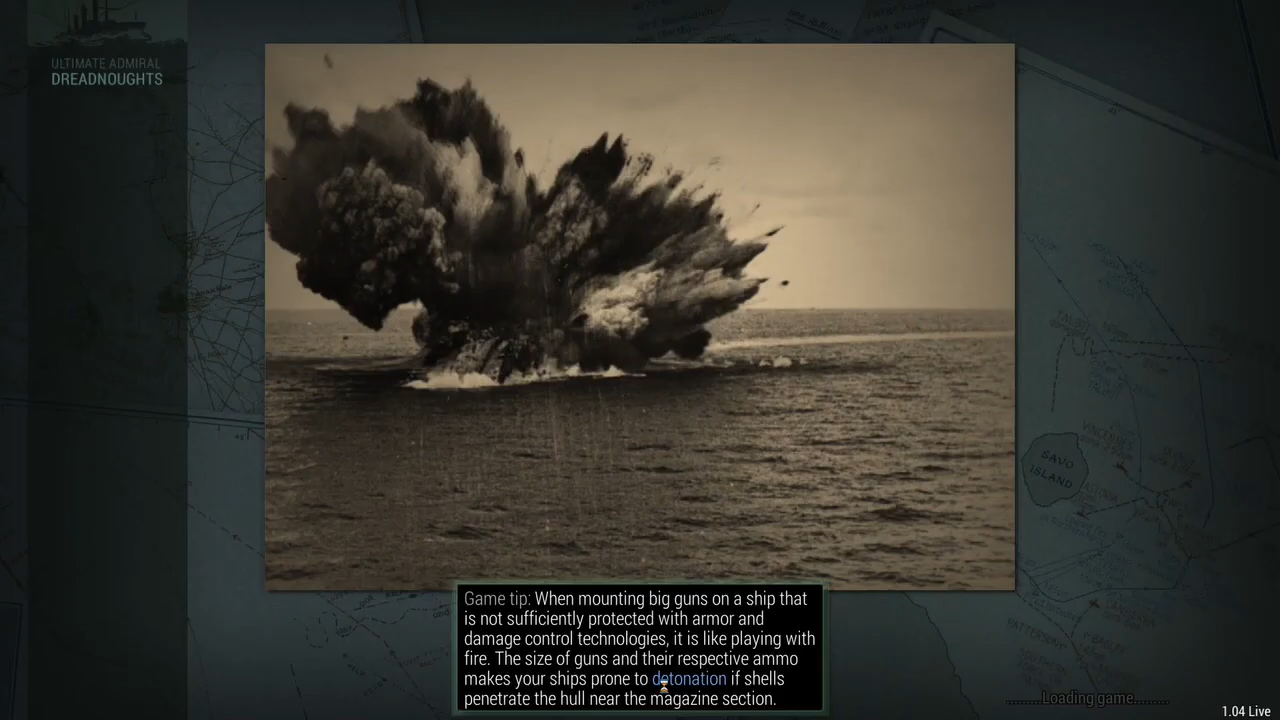 ULTIMATE ADMIRAL
DREADNOUGHTS
SAVO
ISLAND
Game tip: When mounting big guns on a ship that
is not sufficiently protected with armor and
damage control technologies, it is like playing with
fire. The size of guns and their respective ammo
makes your ships prone to detonation if shells
penetrate the hull near the magazine section.
Loading game
1.04 Live